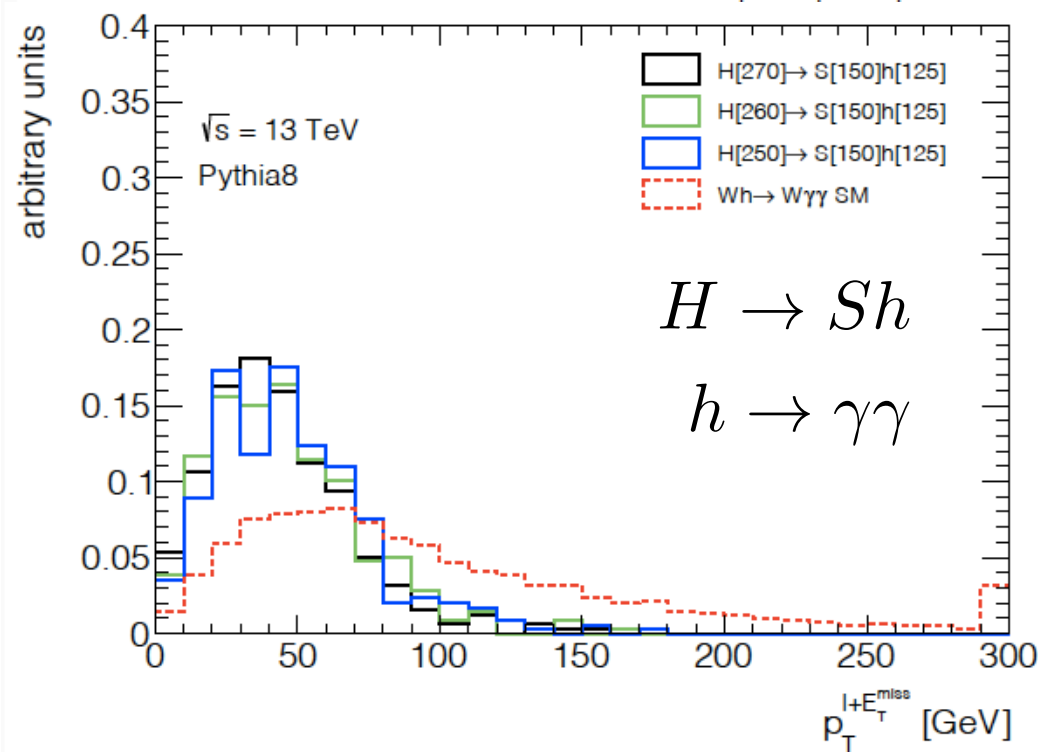 arbitrary units
0.4
0.35
0.3
0.25
0.2
0.15
0.1
0.05
0
√s = 13 TeV
Pythia8
H[270]→ S[150]h[125]
H[260]→ S[150]h[125]
H[250]→ S[150]h[125]
Wh→ Wγγ SM
H → Sh
h → γγ
0 50 100 150 200 250 300
p_T^{l+E_T^{miss}} [GeV]